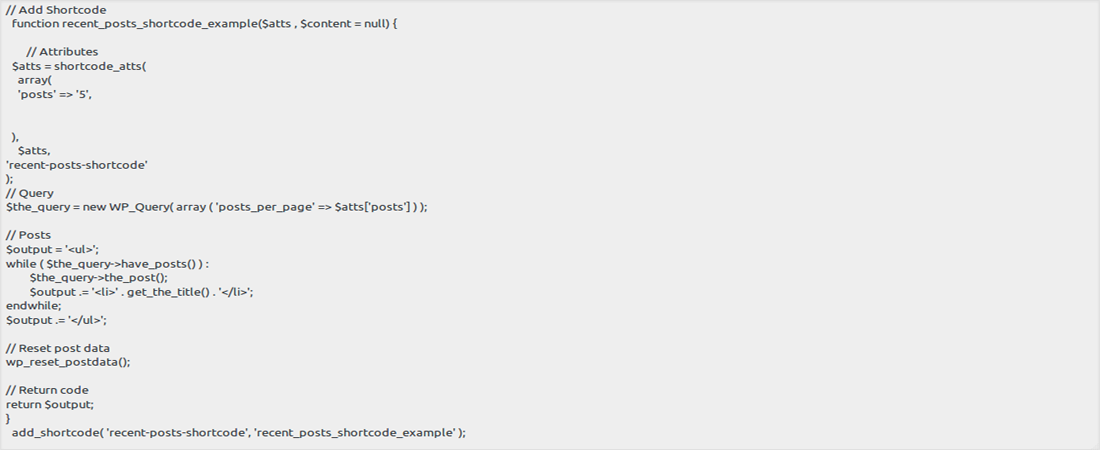 // Add Shortcode
function recent_posts_shortcode_example($atts , $content = null) {
// Attributes
$atts = shortcode_atts(
array(
'posts' => '5',
),
$atts,
'recent-posts-shortcode'
);
// Query
$the_query = new WP_Query( array ( 'posts_per_page' => $atts['posts'] ) );
// Posts
$output = '<ul>';
while ( $the_query->have_posts() ) :
$the_query->the_post();
$output .= '<li>' . get_the_title() . '</li>';
endwhile;
$output .= '</ul>';
// Reset post data
wp_reset_postdata();
// Return code
return $output;
}
add_shortcode( 'recent-posts-shortcode', 'recent_posts_shortcode_example' );